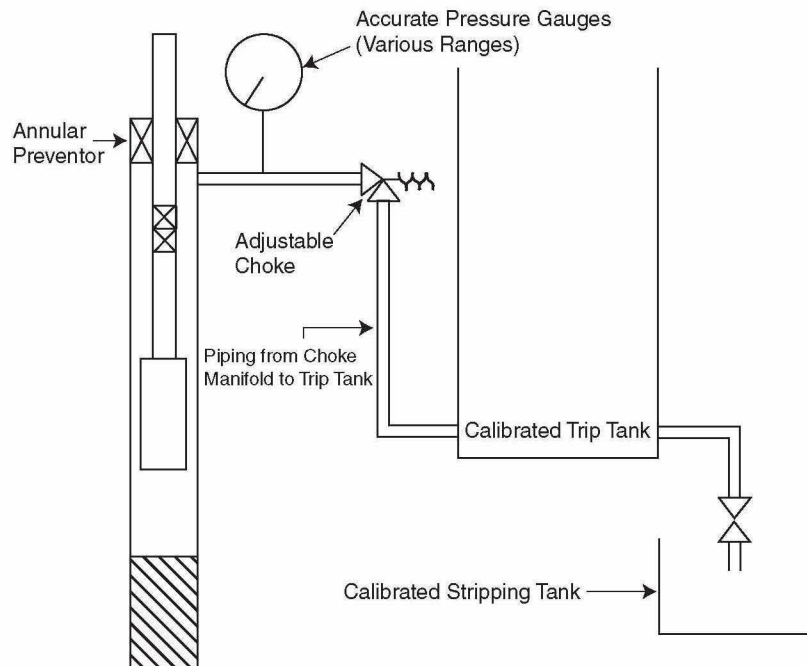 Accurate Pressure Gauges
(Various Ranges)
Annular
Preventor
Adjustable
Choke
Piping from Choke
Manifold to Trip Tank
Calibrated Trip Tank
Calibrated Stripping Tank